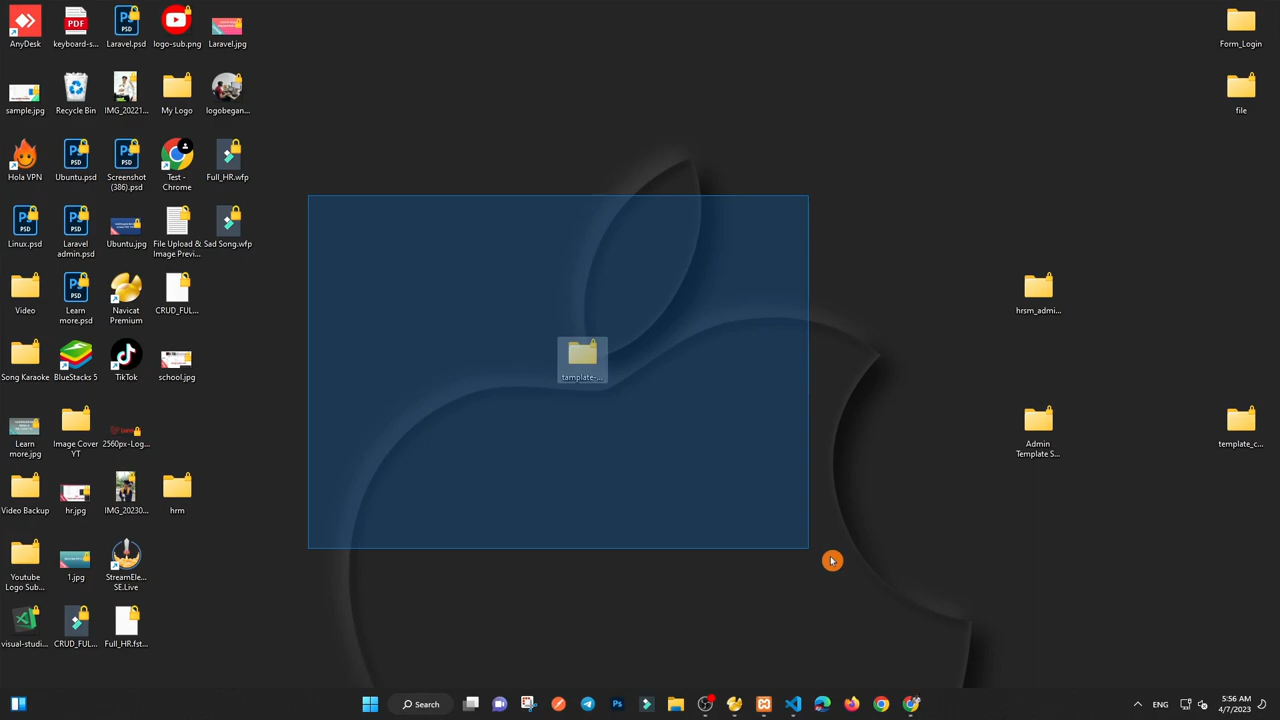 AnyDesk
keyboard-s...
Laravel.psd
logo-sub.png
Laravel.jpg
Form_Login
sample.jpg
Recycle Bin
IMG_20221...
My Logo
logobegan...
file
Hola VPN
Ubuntu.psd
Screenshot
(386).psd
Test -
Chrome
Full_HR.wfp
Linux.psd
Laravel
admin.psd
Ubuntu.jpg
File Upload &
Image Previ...
Sad Song.wfp
Video
Learn
more.psd
Navicat
Premium
CRUD_FUL...
hrsm_admi...
Song Karaoke
BlueStacks 5
TikTok
school.jpg
tamplate-...
Learn
more.jpg
Image Cover
YT
2560px-Log...
Admin
Template S...
template_c...
Video Backup
hr.jpg
IMG_20230...
hrm
Youtube
Logo Sub...
1.jpg
StreamEle...
SE.Live
visual-studi...
CRUD_FUL...
Full_HR.fst...
Search
ENG
5:56 AM
4/7/2023